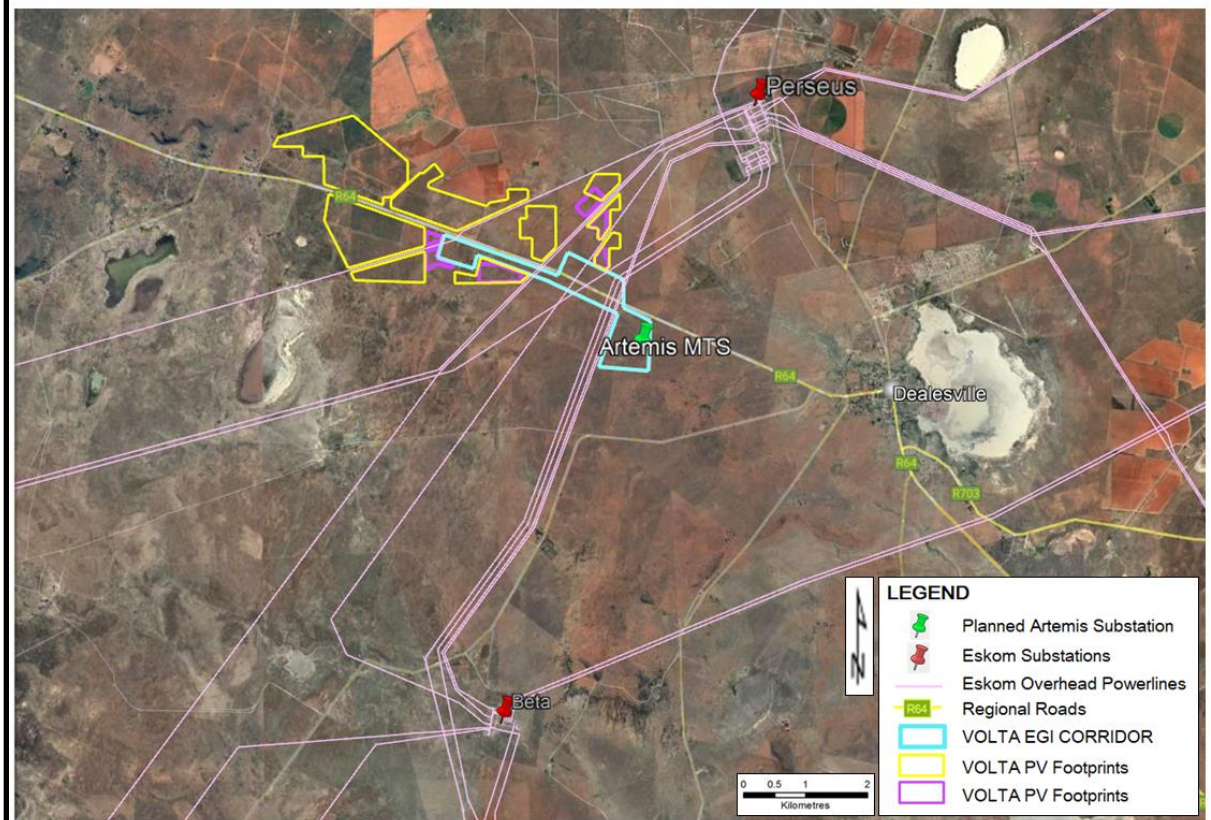 Perseus
R64
Artemis MTS
R64
Dealesville
R64
R703
Beta
LEGEND
Planned Artemis Substation
Eskom Substations
Eskom Overhead Powerlines
R64 Regional Roads
VOLTA EGI CORRIDOR
VOLTA PV Footprints
VOLTA PV Footprints
N
0 0.5 1 2
Kilometres